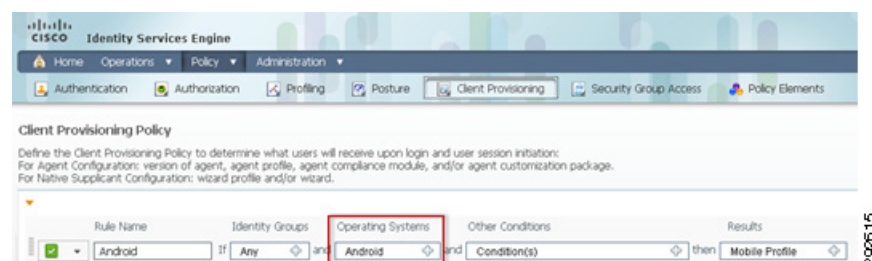 CISCO Identity Services Engine
Home Operations Policy Administration
Authentication Authorization Profiling Posture Client Provisioning Security Group Access Policy Elements
Client Provisioning Policy
Define the Client Provisioning Policy to determine what users will receive upon login and user session initiation:
For Agent Configuration: version of agent, agent profile, agent compliance module, and/or agent customization package.
For Native Supplicant Configuration: wizard profile and/or wizard.
Rule Name Identity Groups Operating Systems Other Conditions Results
Android If Any and Android and Condition(s) then Mobile Profile
292615